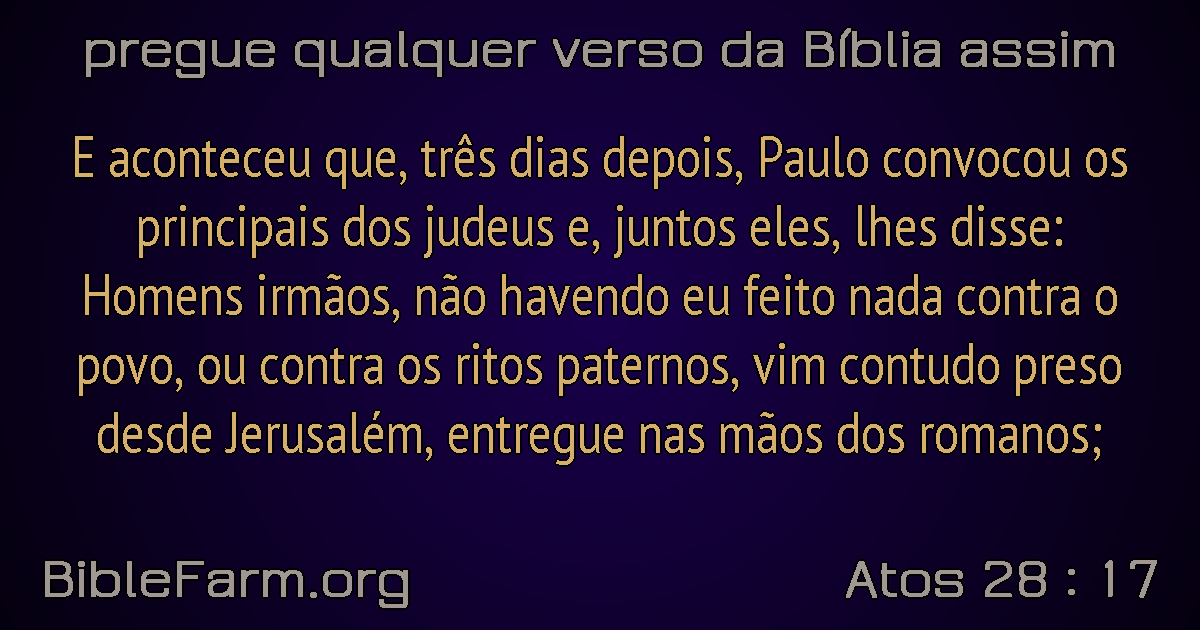 pregue qualquer verso da Bíblia assim
E aconteceu que, três dias depois, Paulo convocou os
principais dos judeus e, juntos eles, lhes disse:
Homens irmãos, não havendo eu feito nada contra o
povo, ou contra os ritos paternos, vim contudo preso
desde Jerusalém, entregue nas mãos dos romanos;
BibleFarm.org
Atos 28 : 17